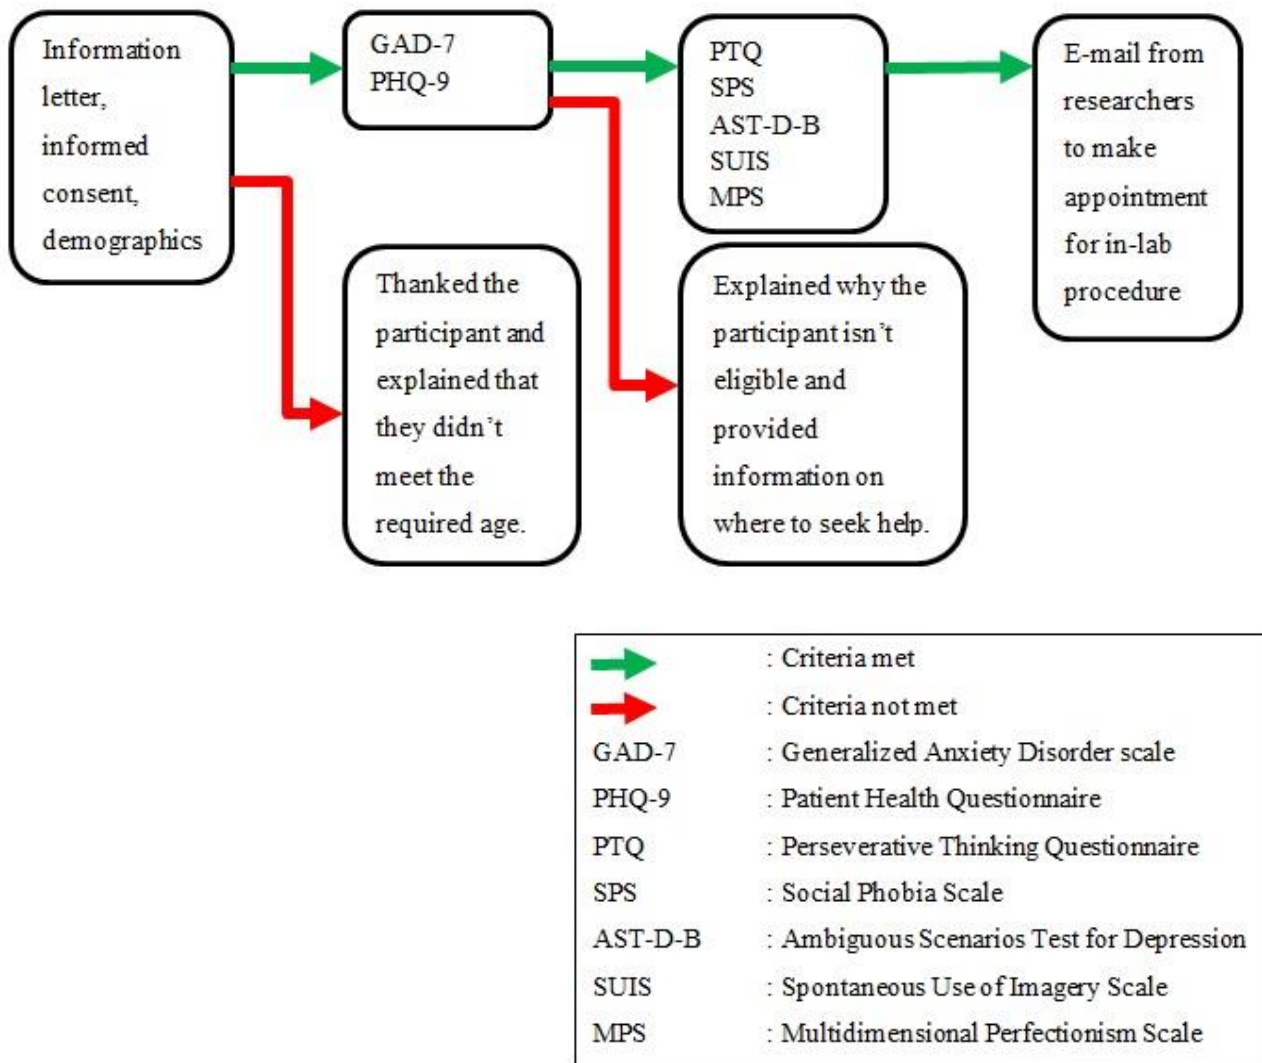 Information
letter,
informed
consent,
demographics
GAD-7
PHQ-9
PTQ
SPS
AST-D-B
SUIS
MPS
E-mail from
researchers
to make
appointment
for in-lab
procedure
Thanked the
participant and
explained that
they didn’t
meet the
required age.
Explained why the
participant isn’t
eligible and
provided
information on
where to seek help.
: Criteria met
: Criteria not met
GAD-7 : Generalized Anxiety Disorder scale
PHQ-9 : Patient Health Questionnaire
PTQ : Perseverative Thinking Questionnaire
SPS : Social Phobia Scale
AST-D-B : Ambiguous Scenarios Test for Depression
SUIS : Spontaneous Use of Imagery Scale
MPS : Multidimensional Perfectionism Scale